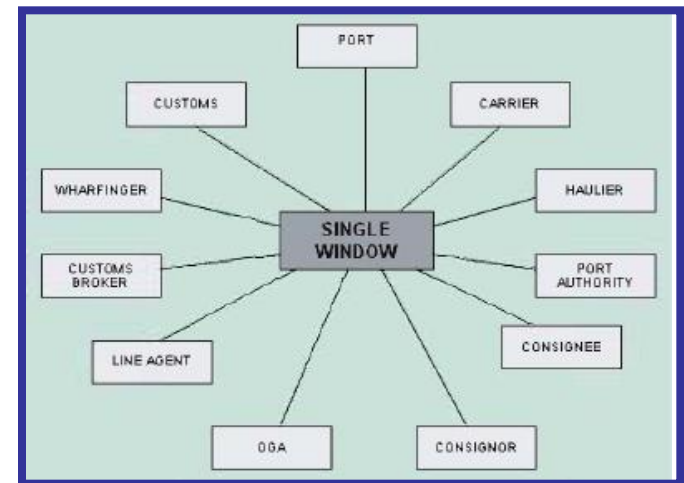 PORT
CUSTOMS
CARRIER
WHARFINGER
HAULIER
SINGLE
WINDOW
CUSTOMS
BROKER
PORT
AUTHORITY
LINE AGENT
CONSIGNEE
OGA
CONSIGNOR